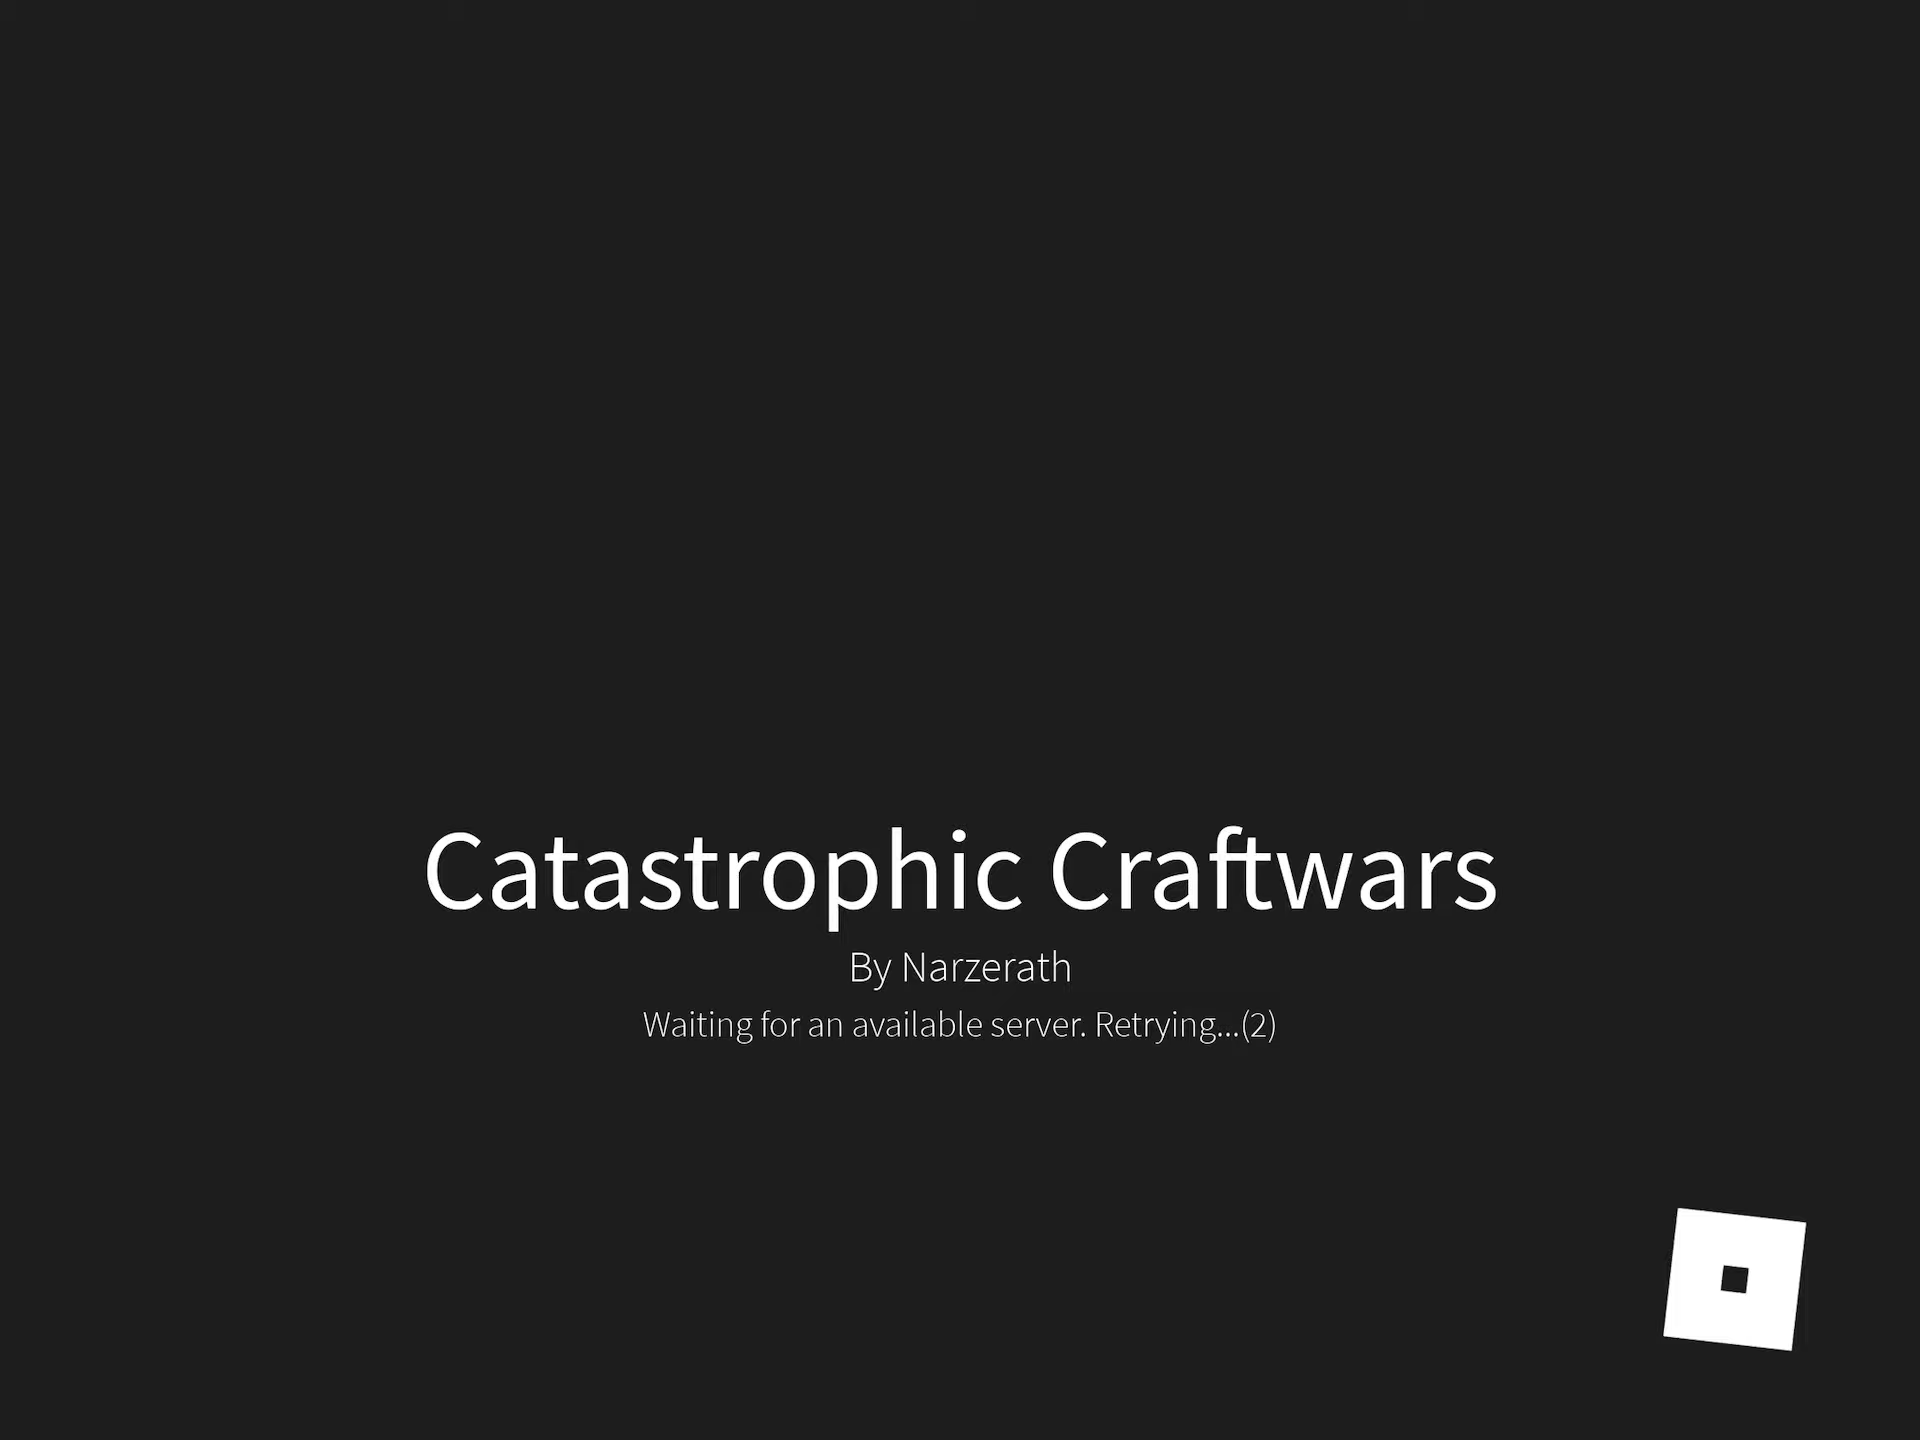 Catastrophic Craftwars
By Narzerath
Waiting for an available server. Retrying...(2)